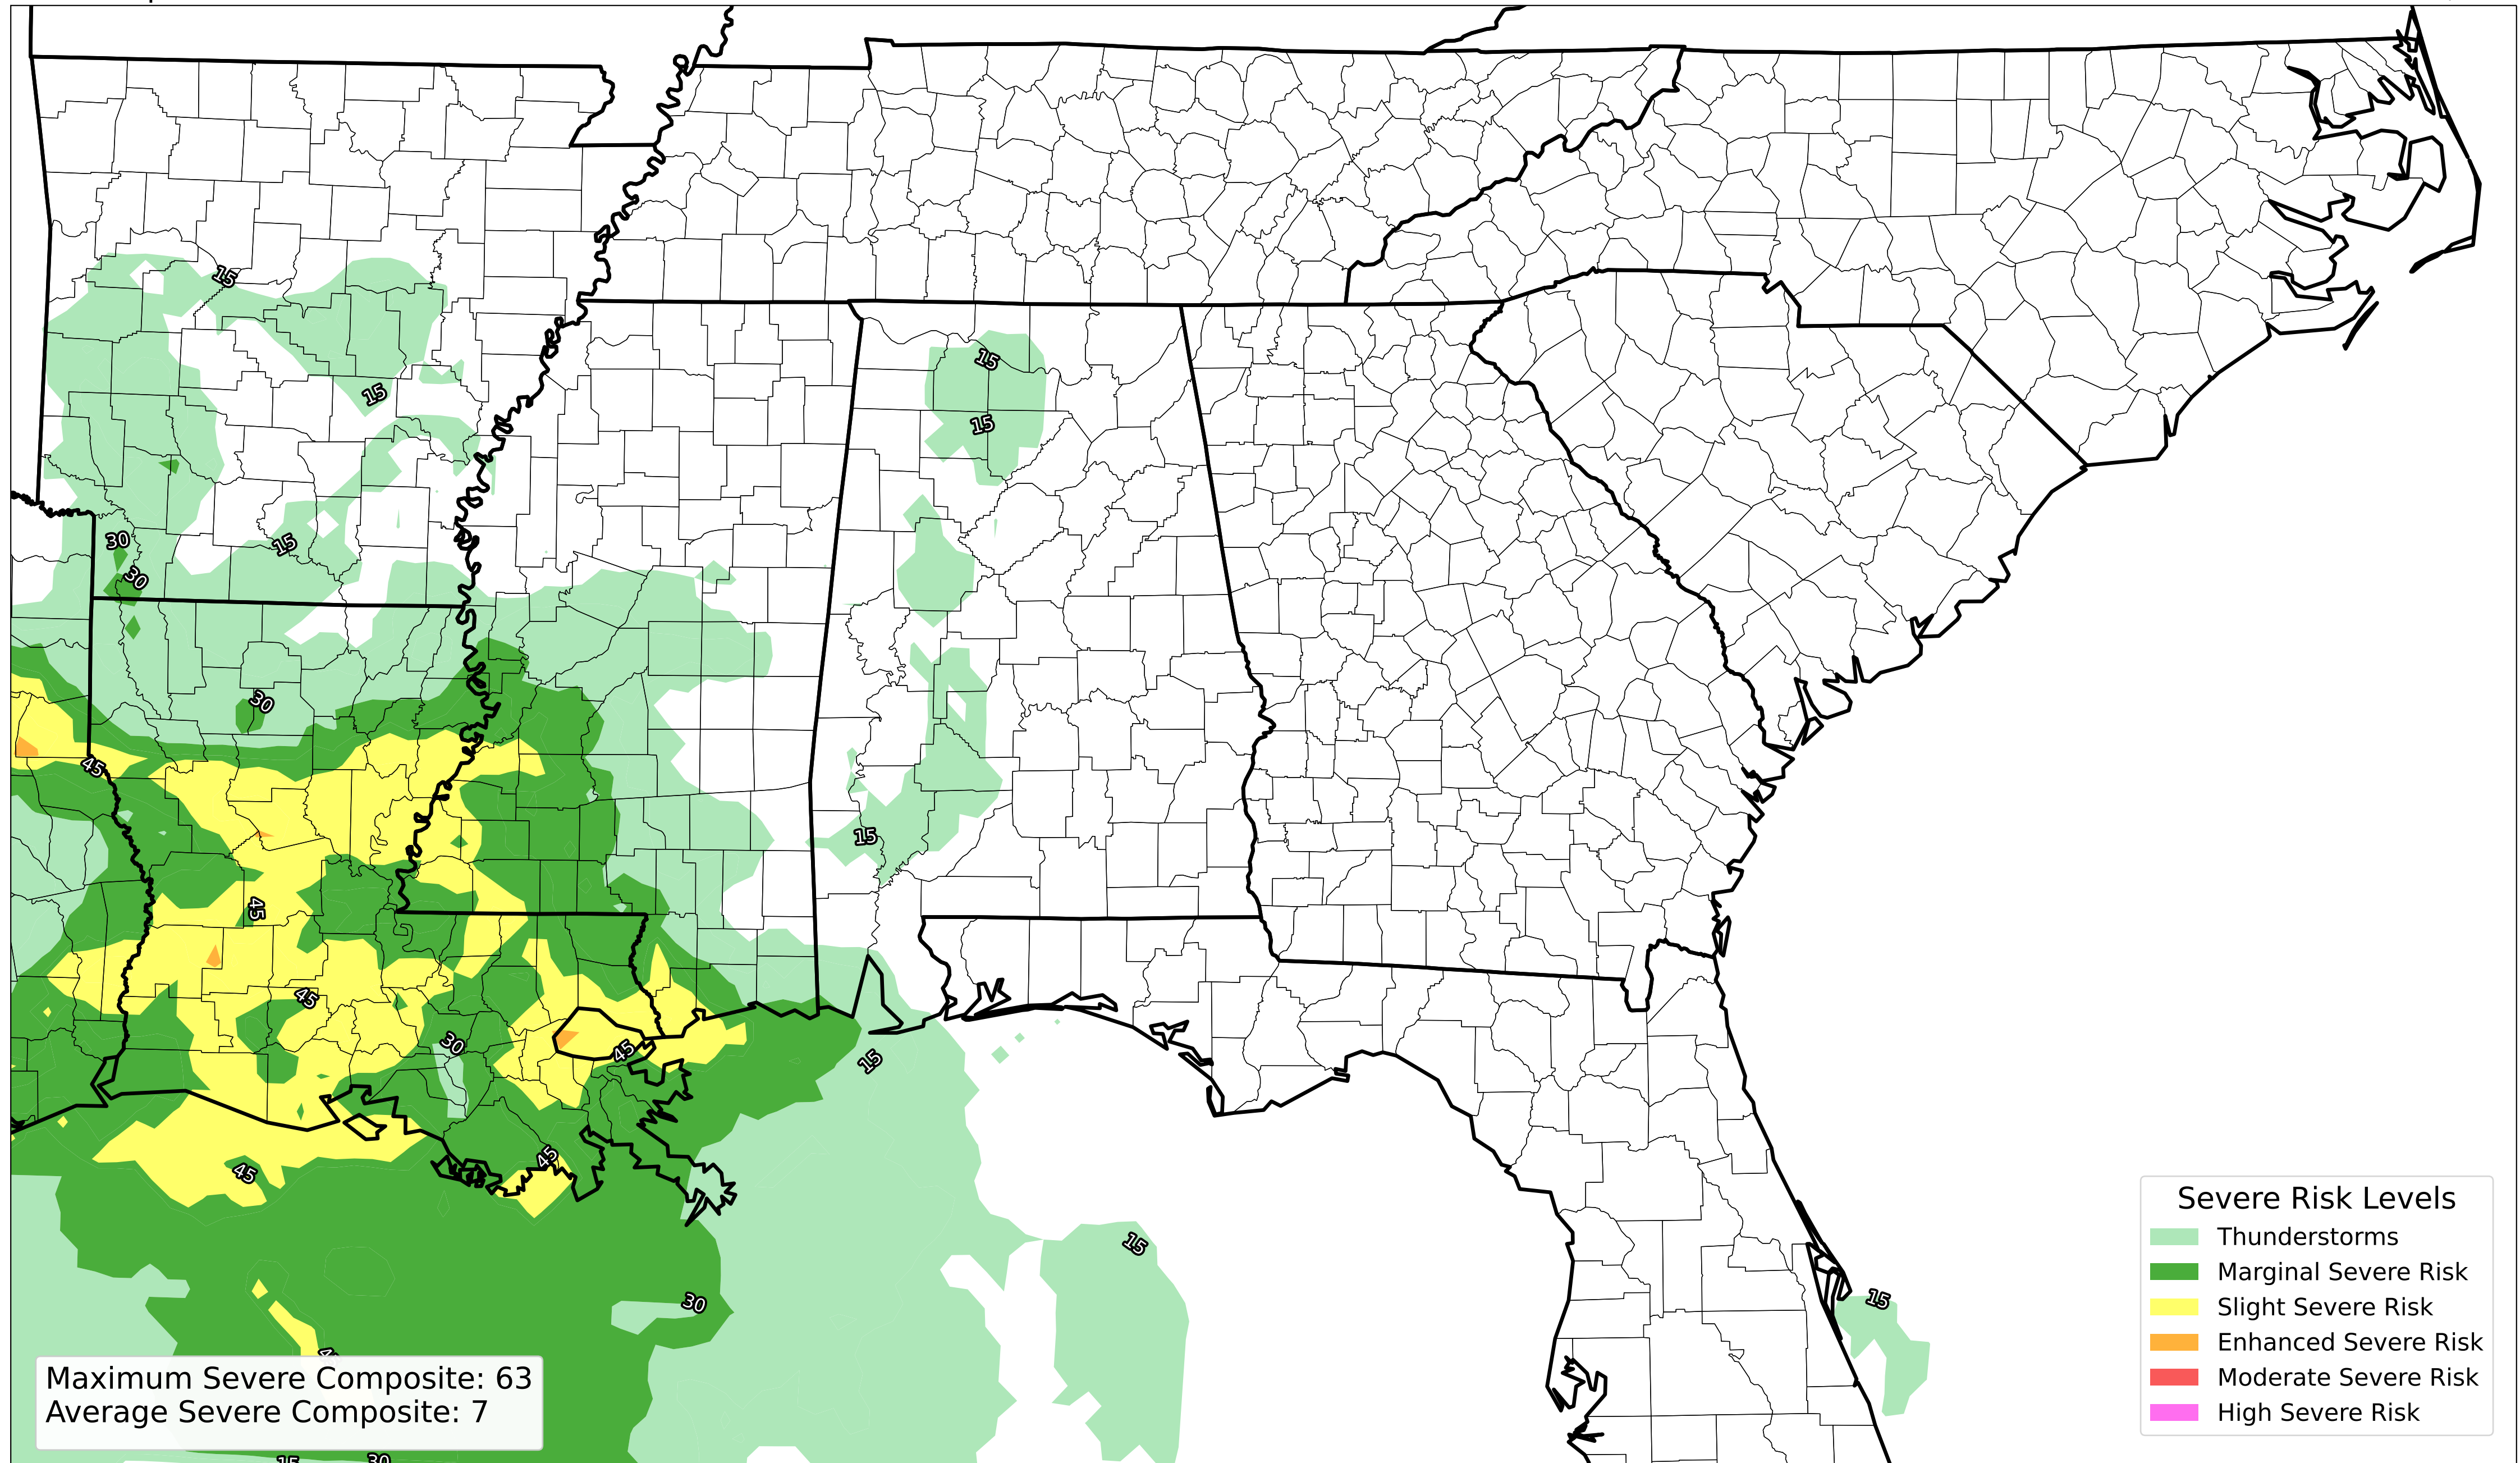 15
15
15
15
30
30
15
30
45
15
45
45
30
45
15
45
45
15
30
15
Maximum Severe Composite: 63
Average Severe Composite: 7
15
30
Severe Risk Levels
Thunderstorms
Marginal Severe Risk
Slight Severe Risk
Enhanced Severe Risk
Moderate Severe Risk
High Severe Risk